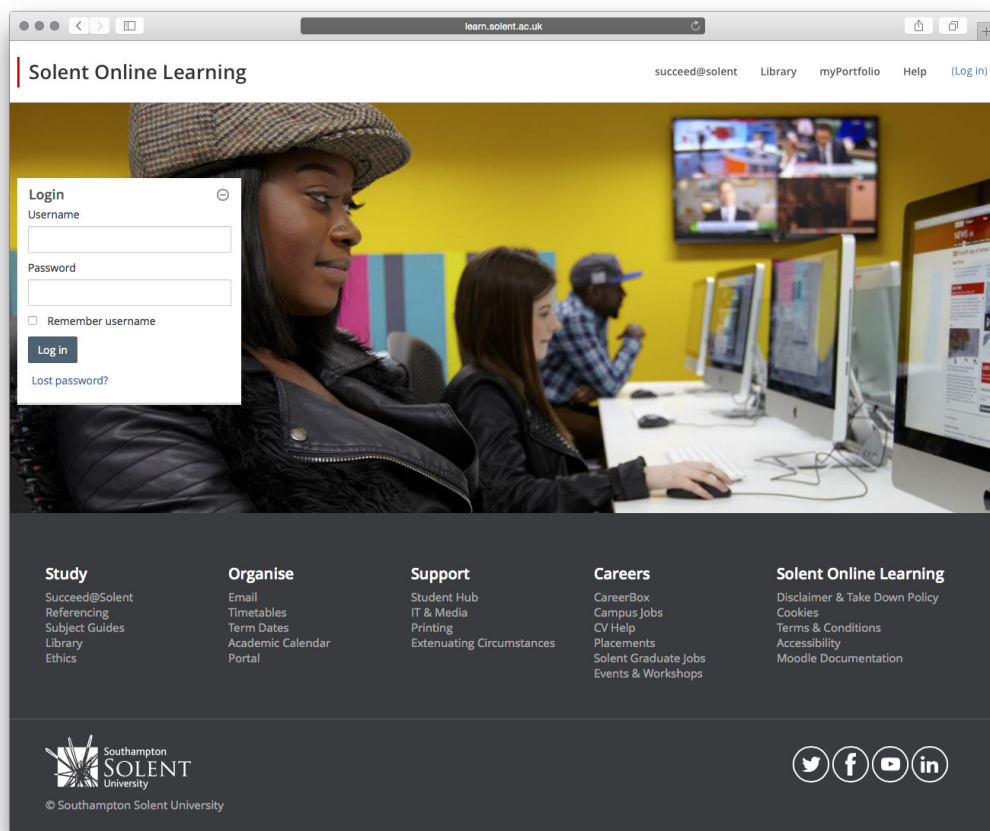 learn.solent.ac.uk
Solent Online Learning
succeed@solent Library myPortfolio Help (Log in)
Login
Username
Password
Remember username
Log in
Lost password?
NEWS
Study
Succeed@Solent
Referencing
Subject Guides
Library
Ethics
Organise
Email
Timetables
Term Dates
Academic Calendar
Portal
Support
Student Hub
IT & Media
Printing
Extenuating Circumstances
Careers
CareerBox
Campus Jobs
CV Help
Placements
Solent Graduate Jobs
Events & Workshops
Solent Online Learning
Disclaimer & Take Down Policy
Cookies
Terms & Conditions
Accessibility
Moodle Documentation
Southampton
SOLENT
University
© Southampton Solent University